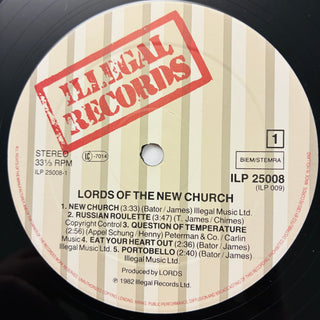 ILLEGAL
RECORDS
STEREO
33⅓ RPM
ILP 25008-1
-7014
1
BIEM/STEMRA
ILP 25008
(ILP 009)
LORDS OF THE NEW CHURCH
1. NEW CHURCH (3:33) (Bator / James) Illegal Music Ltd.
2. RUSSIAN ROULETTE (3:47) (T. James / Chimes)
Copyright Control 3. QUESTION OF TEMPERATURE
(2:56) (Appel Schung / Henny / Peterman & Co. / Carlin
Music 4. EAT YOUR HEART OUT (2:36) (Bator /
James) 5. PORTOBELLO (2:40) (Bator / James)
Illegal Music Ltd.
Produced by LORDS
℗ 1982 Illegal Records Ltd.